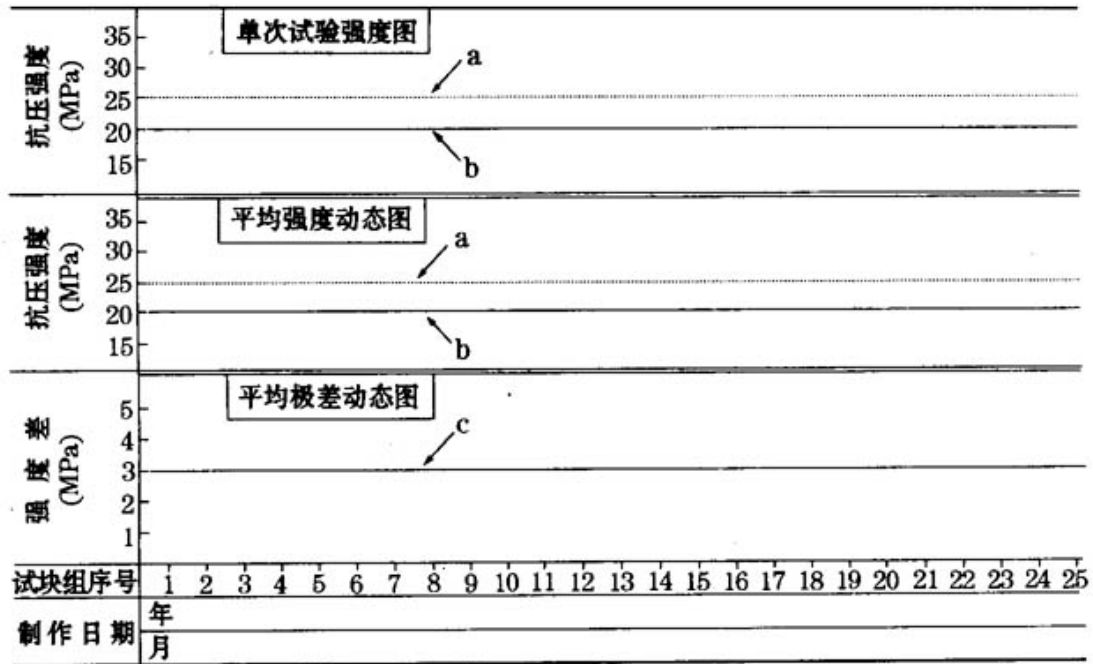 单次试验强度图
抗压强度
(MPa)
35
30
25
20
15
a
b
平均强度动态图
抗压强度
(MPa)
35
30
25
20
15
a
b
平均极差动态图
强度差
(MPa)
5
4
3
2
1
c
试块组序号 1 2 3 4 5 6 7 8 9 10 11 12 13 14 15 16 17 18 19 20 21 22 23 24 25
制作日期
年
月